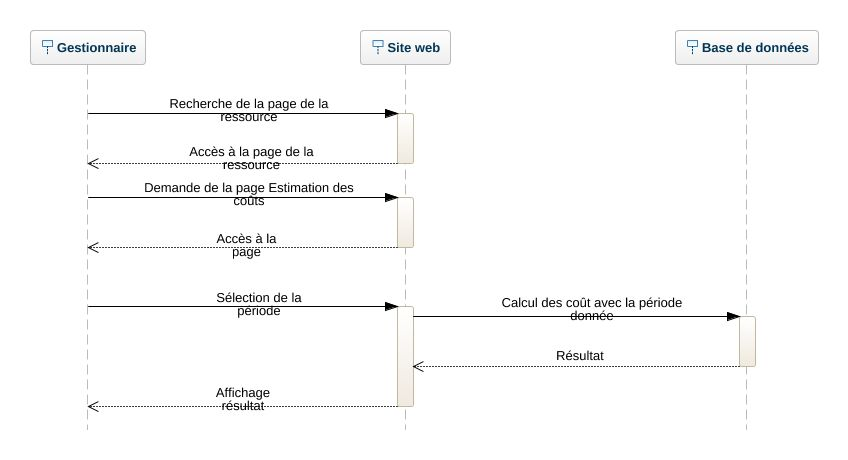 Gestionnaire
Site web
Base de données
Recherche de la page de la
ressource
Accès à la page de la
ressource
Demande de la page Estimation des
coûts
Accès à la
page
Sélection de la
période
Calcul des coût avec la période
donnée
Résultat
Affichage
résultat